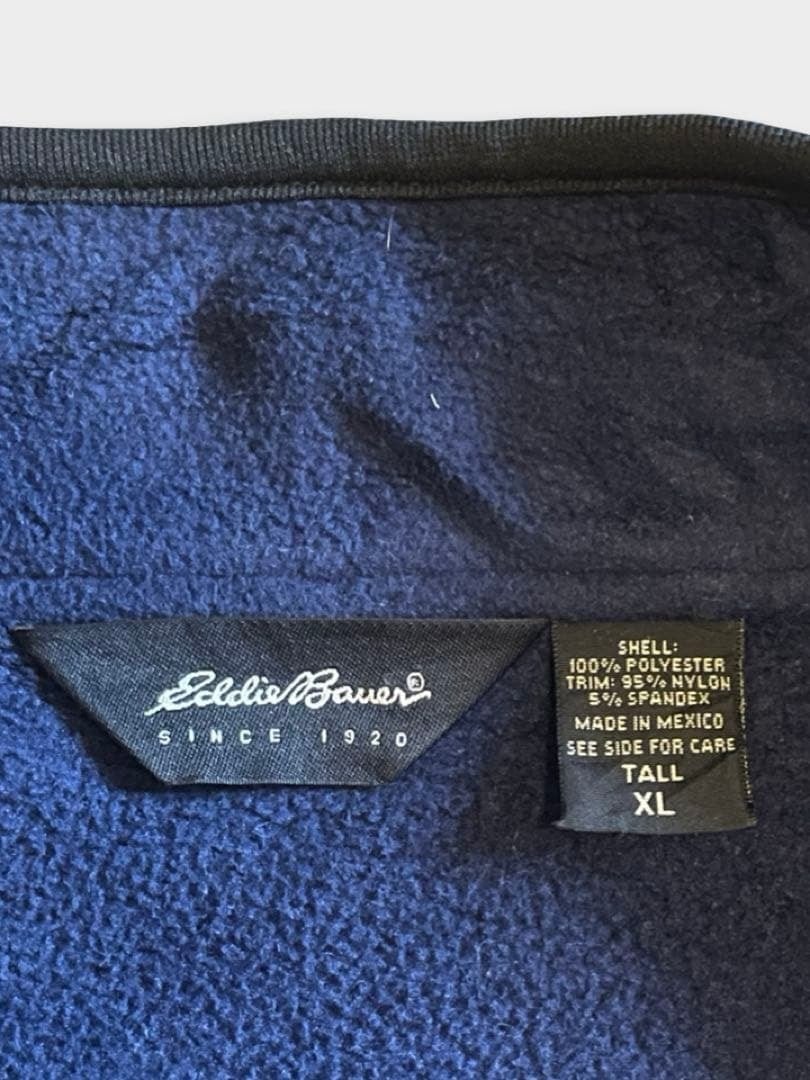 Eddie Bauer®
SINCE 1920
SHELL:
100% POLYESTER
TRIM: 95% NYLON
5% SPANDEX
MADE IN MEXICO
SEE SIDE FOR CARE
TALL
XL